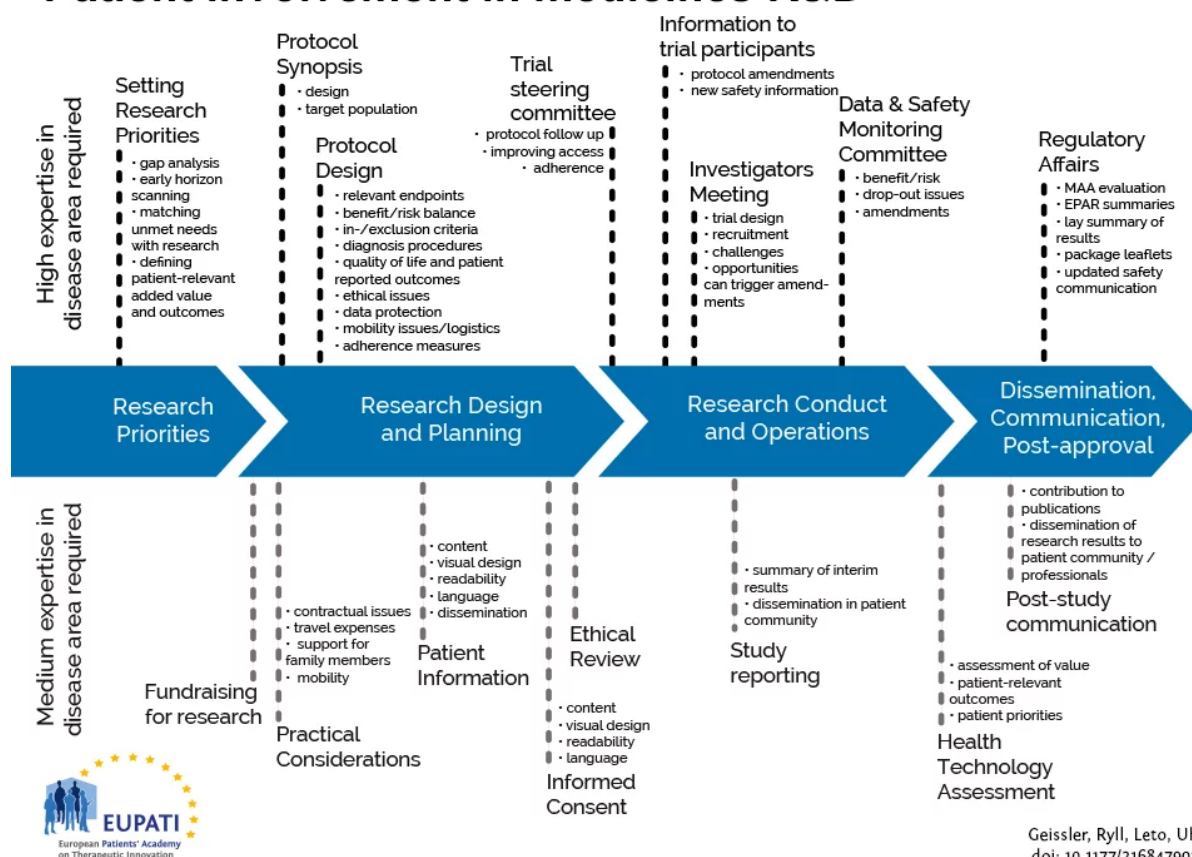 Patient Involvement in Medicines R&D
High expertise in
disease area required
Setting
Research
Priorities
• gap analysis
• early horizon
scanning
• matching
unmet needs
with research
• defining
patient-relevant
added value
and outcomes
Protocol
Synopsis
• design
• target population
Protocol
Design
• relevant endpoints
• benefit/risk balance
• in-/exclusion criteria
• diagnosis procedures
• quality of life and patient
reported outcomes
• ethical issues
• data protection
• mobility issues/logistics
• adherence measures
Trial
steering
committee
• protocol follow up
• improving access
• adherence
Information to
trial participants
• protocol amendments
• new safety information
Investigators
Meeting
• trial design
• recruitment
• challenges
• opportunities
can trigger amend-
ments
Data & Safety
Monitoring
Committee
• benefit/risk
• drop-out issues
• amendments
Regulatory
Affairs
• MAA evaluation
• EPAR summaries
• lay summary of
results
• package leaflets
• updated safety
communication
Research
Priorities
Research Design
and Planning
Research Conduct
and Operations
Dissemination,
Communication,
Post-approval
Medium expertise in
disease area required
Fundraising
for research
• contractual issues
• travel expenses
• support for
family members
• mobility
Practical
Considerations
• content
• visual design
• readability
• language
• dissemination
Patient
Information
Ethical
Review
• content
• visual design
• readability
• language
Informed
Consent
• summary of interim
results
• dissemination in patient
community
Study
reporting
• contribution to
publications
• dissemination of
research results to
patient community /
professionals
Post-study
communication
• assessment of value
• patient-relevant
outcomes
• patient priorities
Health
Technology
Assessment
EUPATI
European Patients' Academy
on Therapeutic Innovation
Geissler, Ryll, Leto,
doi: